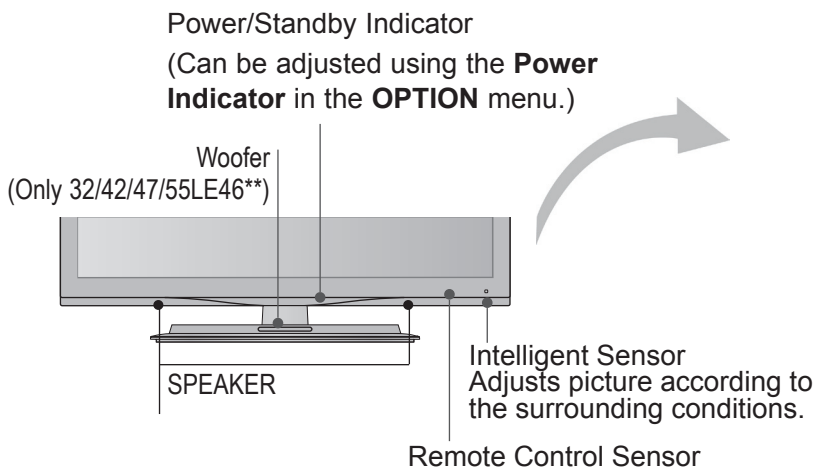 Power/Standby Indicator
(Can be adjusted using the Power
Indicator in the OPTION menu.)
Woofer
(Only 32/42/47/55LE46**)
SPEAKER
Intelligent Sensor
Adjusts picture according to
the surrounding conditions.
Remote Control Sensor